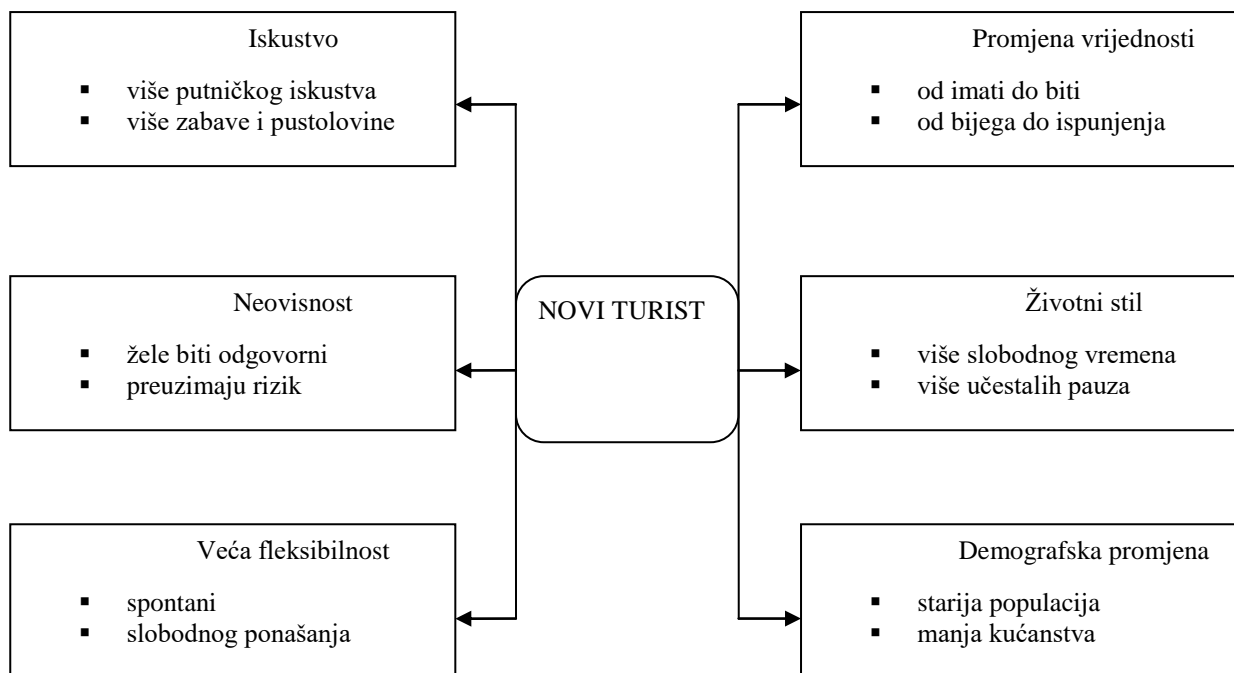 Iskustvo
▪ više putničkog iskustva
▪ više zabave i pustolovine
Promjena vrijednosti
▪ od imati do biti
▪ od bijega do ispunjenja
Neovisnost
▪ žele biti odgovorni
▪ preuzimaju rizik
NOVI TURIST
Životni stil
▪ više slobodnog vremena
▪ više učestalih pauza
Veća fleksibilnost
▪ spontani
▪ slobodnog ponašanja
Demografska promjena
▪ starija populacija
▪ manja kućanstva